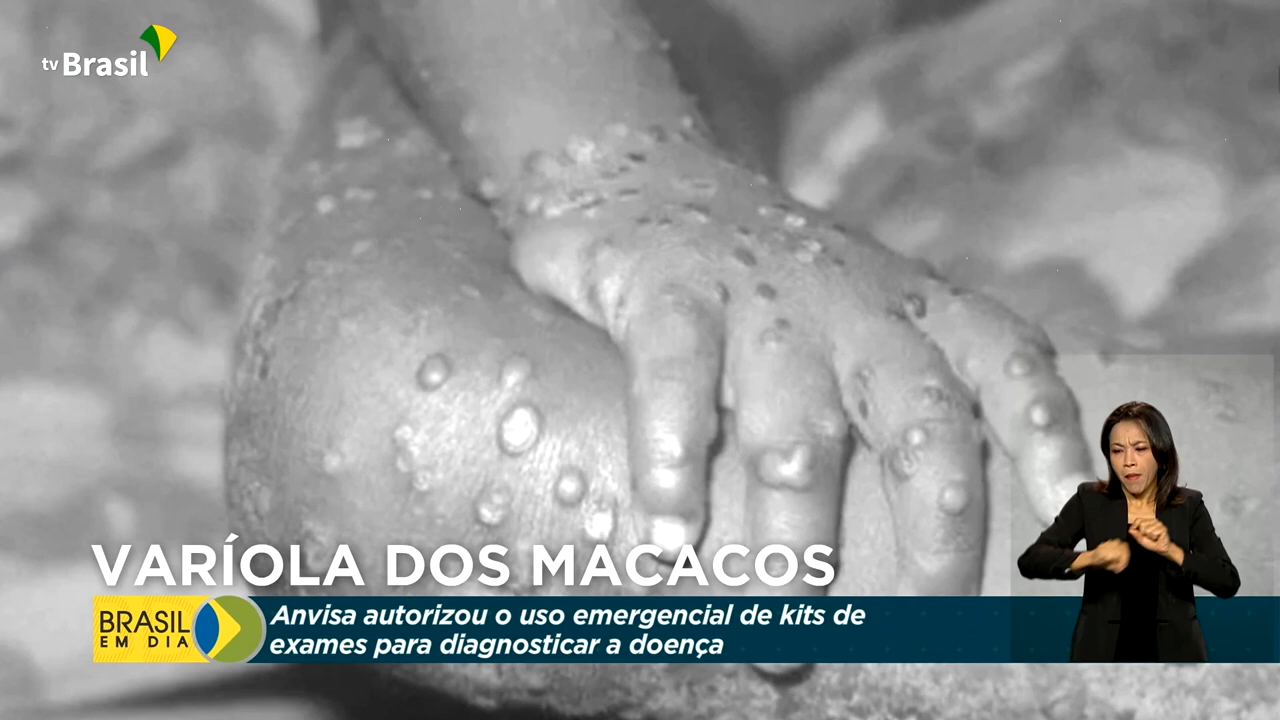 tv Brasil
VARÍOLA DOS MACACOS
BRASIL
EM DIA
Anvisa autorizou o uso emergencial de kits de
exames para diagnosticar a doença